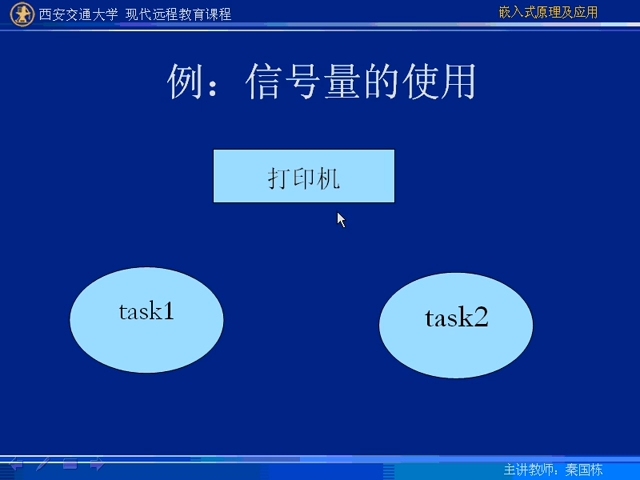 西安交通大学 现代远程教育课程
嵌入式原理及应用
例：信号量的使用
打印机
task1
task2
主讲教师：秦国栋